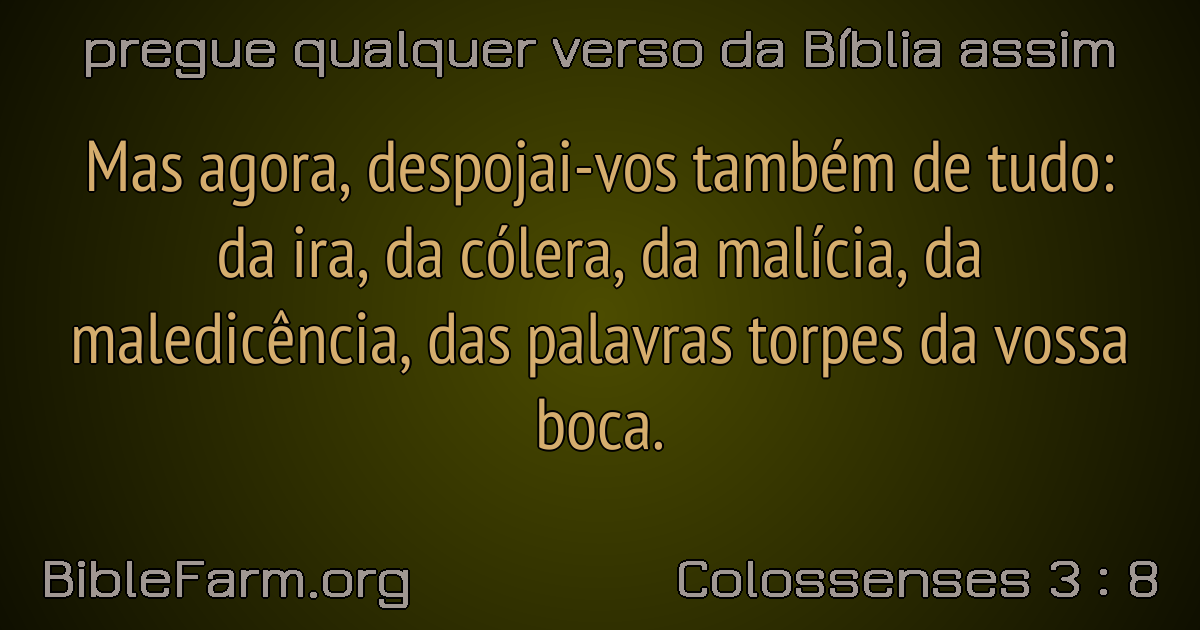 pregue qualquer verso da Bíblia assim
Mas agora, despojai-vos também de tudo:
da ira, da cólera, da malícia, da
maledicência, das palavras torpes da vossa
boca.
BibleFarm.org
Colossenses 3 : 8